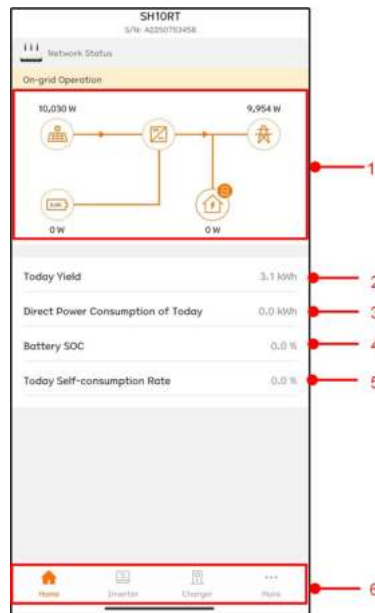 SH10RT
S/N: A2250753458
Network Status
On-grid Operation
10,030 W
9,954 W
1
0 W
0 W
Today Yield
3.1 kWh
2
Direct Power Consumption of Today
0.0 kWh
3
Battery SOC
0.0 %
4
Today Self-consumption Rate
0.0 %
5
Home
Inverter
Charger
More
6